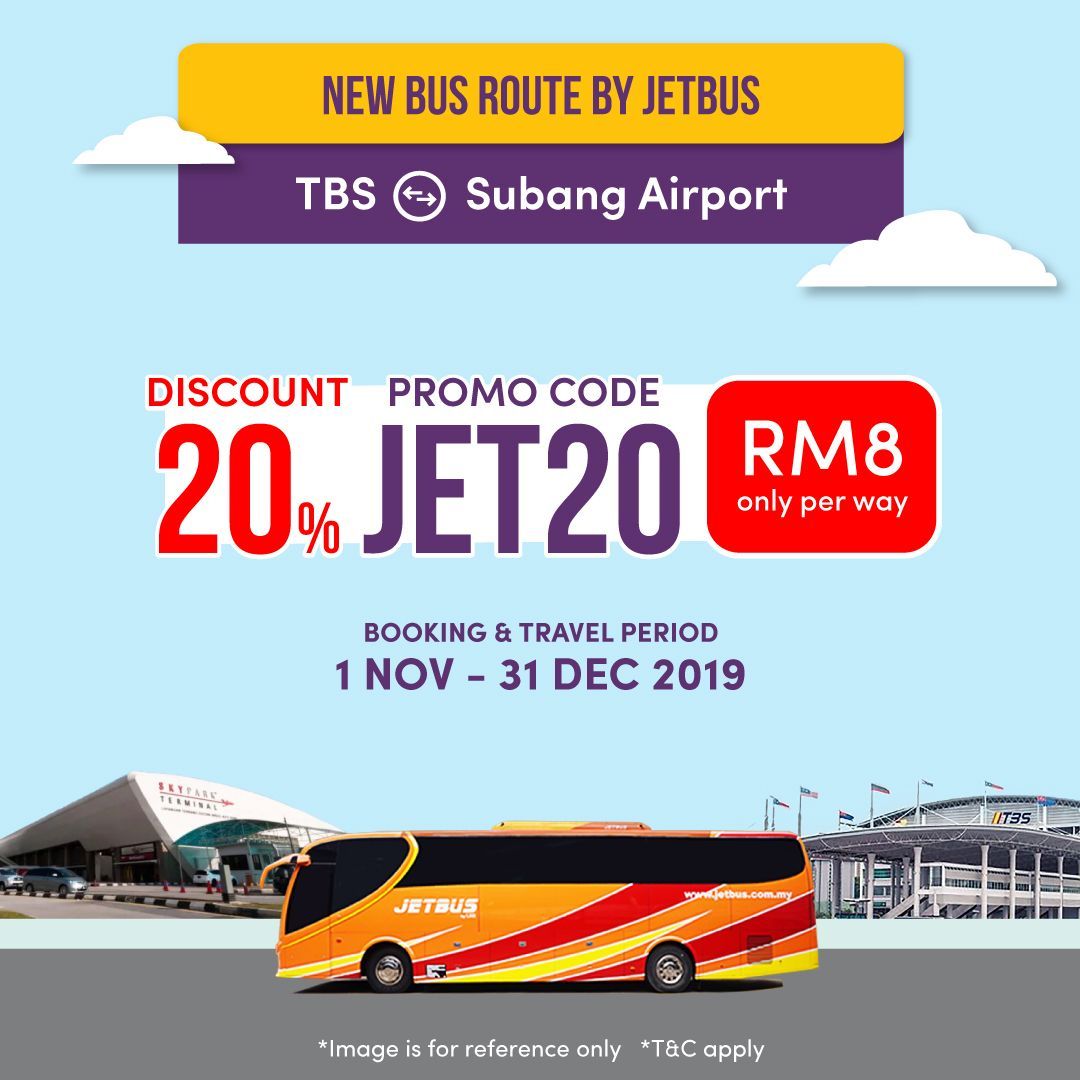 NEW BUS ROUTE BY JETBUS
TBS ⇆ Subang Airport
DISCOUNT PROMO CODE
20% JET20
RM8
only per way
BOOKING & TRAVEL PERIOD
1 NOV - 31 DEC 2019
SKYPARK
TERMINAL
TBS
JETBUS
www.jetbus.com.my
JETBUS
*Image is for reference only *T&C apply